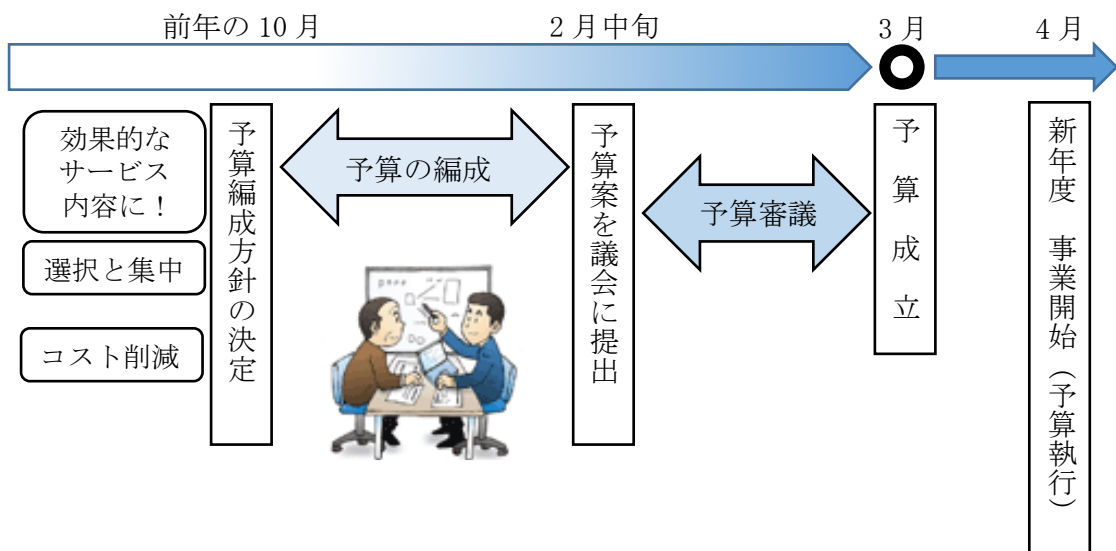 前年の10月
2月中旬
3月
4月
効果的な
サービス
内容に！
選択と集中
コスト削減
予算編成方針の決定
予算の編成
予算案を議会に提出
予算審議
予算成立
新年度　事業開始（予算執行）